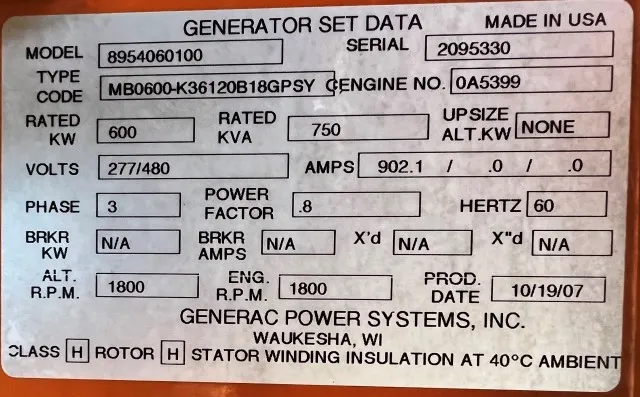 GENERATOR SET DATA MADE IN USA
MODEL 8954060100 SERIAL 2095330
TYPE CODE MB0600-K36120B18GPSY C ENGINE NO. 0A5399
RATED KW 600 RATED KVA 750 UPSIZE ALT.KW NONE
VOLTS 277/480 AMPS 902.1 / .0 / .0
PHASE 3 POWER FACTOR .8 HERTZ 60
BRKR KW N/A BRKR AMPS N/A X'd N/A X"d N/A
ALT. R.P.M. 1800 ENG. R.P.M. 1800 PROD. DATE 10/19/07
GENERAC POWER SYSTEMS, INC.
WAUKESHA, WI
CLASS H ROTOR H STATOR WINDING INSULATION AT 40°C AMBIENT